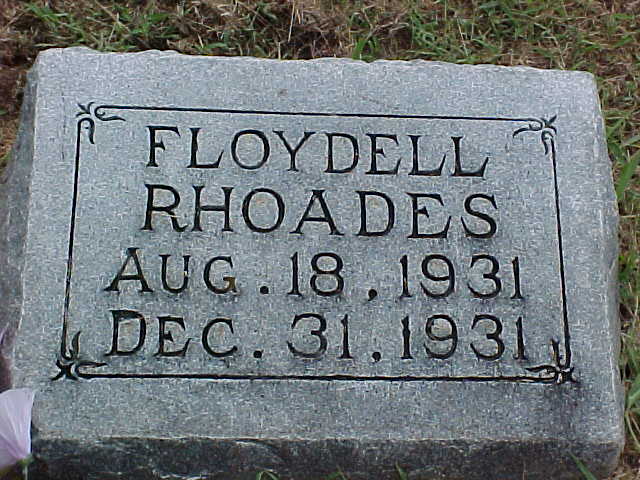 FLOYDELL
RHOADES
AUG. 18, 1931
DEC. 31, 1931